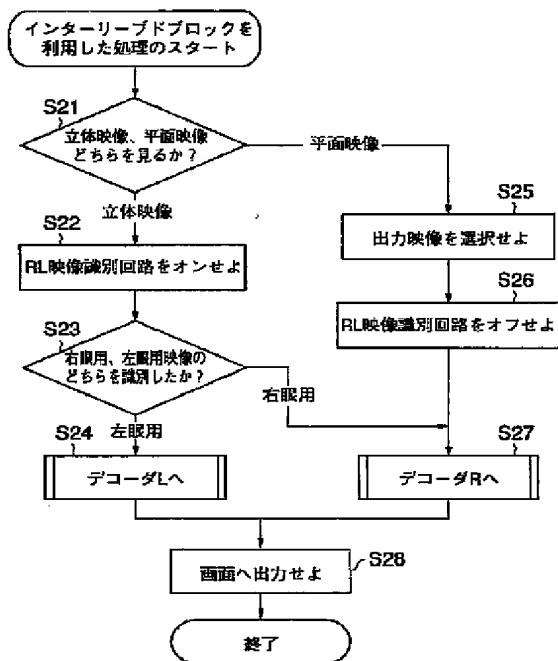 インターリーブドブロックを
利用した処理のスタート
S21
立体映像、平面映像
どちらを見るか？
平面映像
立体映像
S22
RL映像識別回路をオンせよ
S25
出力映像を選択せよ
S26
RL映像識別回路をオフせよ
S23
右眼用、左眼用映像の
どちらを識別したか？
右眼用
左眼用
S24
デコーダLへ
S27
デコーダRへ
画面へ出力せよ
S28
終了